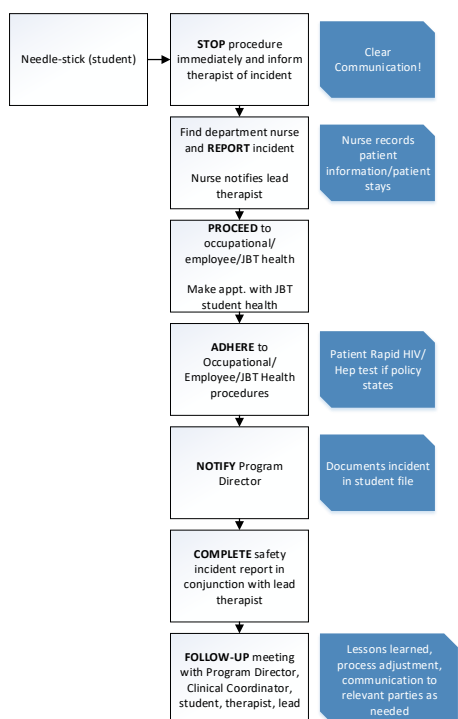 Needle-stick (student)
STOP procedure
immediately and inform
therapist of incident
Clear
Communication!
Find department nurse
and REPORT incident
Nurse notifies lead
therapist
Nurse records
patient
information/patient
stays
PROCEED to
occupational/
employee/JBT health
Make appt. with JBT
student health
ADHERE to
Occupational/
Employee/JBT Health
procedures
Patient Rapid HIV/
Hep test if policy
states
NOTIFY Program
Director
Documents incident
in student file
COMPLETE safety
incident report in
conjunction with lead
therapist
FOLLOW-UP meeting
with Program Director,
Clinical Coordinator,
student, therapist, lead
Lessons learned,
process adjustment,
communication to
relevant parties as
needed